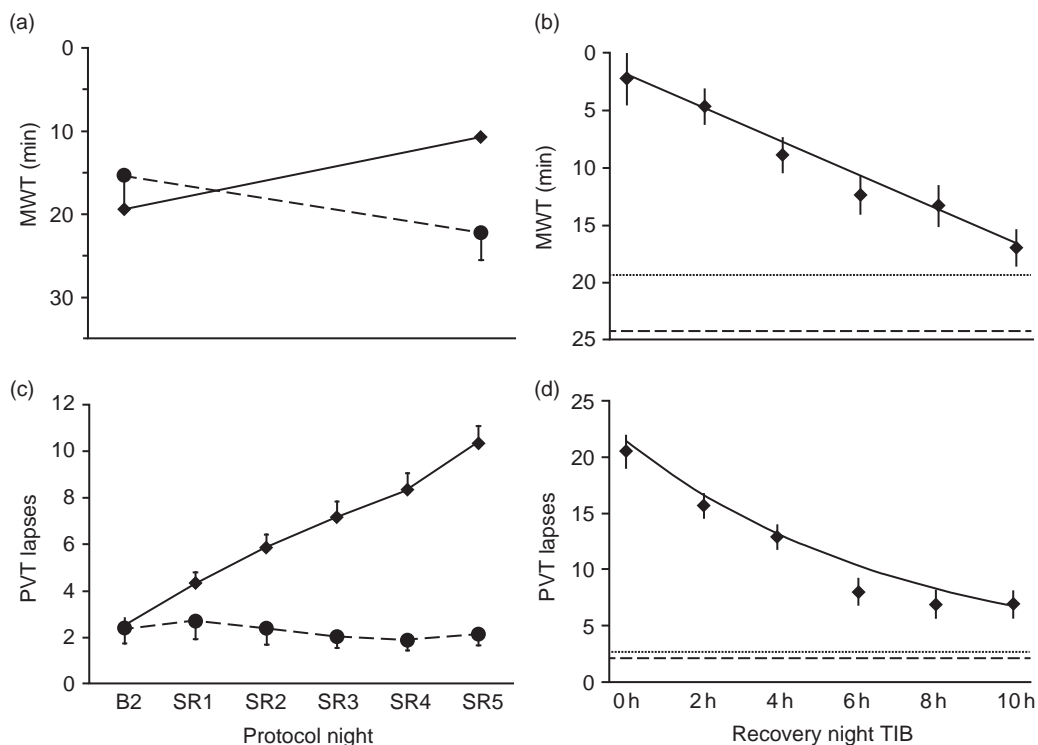 (a)
0
10
20
30
MWT (min)
(b)
0
5
10
15
20
25
MWT (min)
(c)
12
10
8
6
4
2
0
PVT lapses
B2 SR1 SR2 SR3 SR4 SR5
Protocol night
(d)
25
20
15
10
5
0
PVT lapses
0 h 2 h 4 h 6 h 8 h 10 h
Recovery night TIB